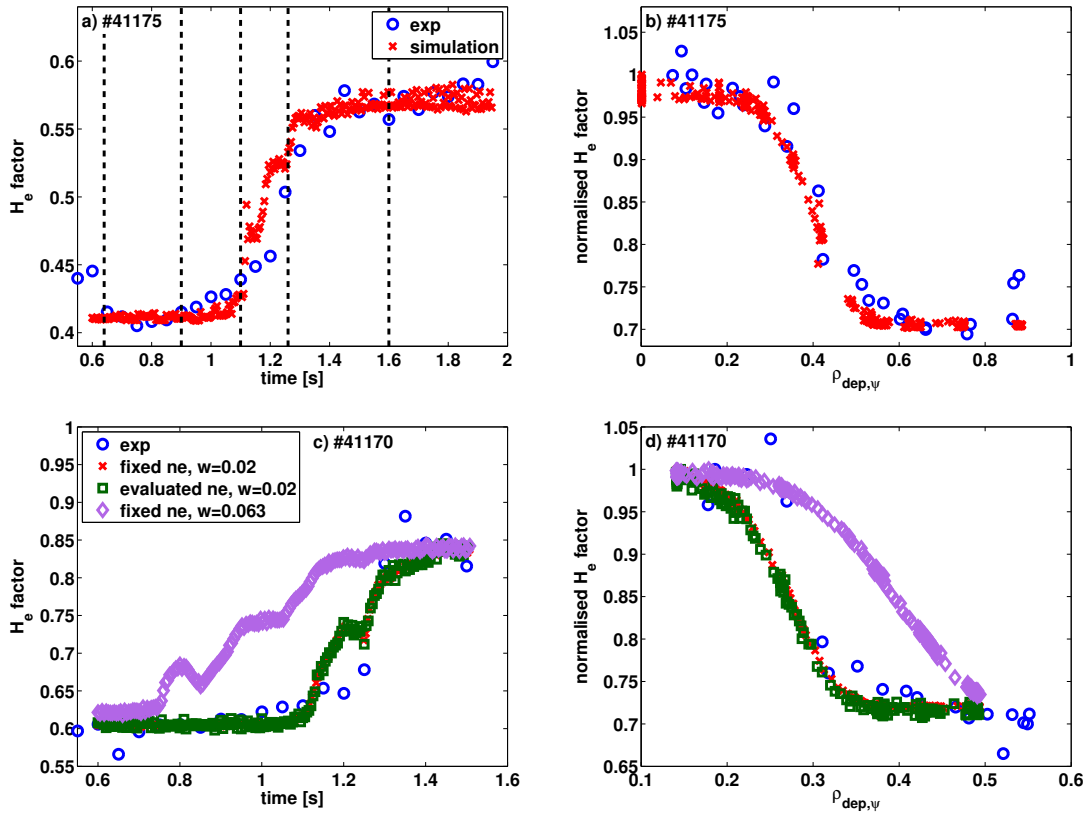 a) #41175
exp
simulation
0.6
0.55
0.5
0.45
0.4
H_e factor
0.6 0.8 1 1.2 1.4 1.6 1.8 2
time [s]
b) #41175
1.05
1
0.95
0.9
0.85
0.8
0.75
0.7
0.65
normalised H_e factor
0 0.2 0.4 0.6 0.8 1
ρ_dep,ψ
c) #41170
exp
fixed ne, w=0.02
evaluated ne, w=0.02
fixed ne, w=0.063
1
0.95
0.9
0.85
0.8
0.75
0.7
0.65
0.6
0.55
H_e factor
0.6 0.8 1 1.2 1.4 1.6
time [s]
d) #41170
1.05
1
0.95
0.9
0.85
0.8
0.75
0.7
0.65
normalised H_e factor
0.1 0.2 0.3 0.4 0.5 0.6
ρ_dep,ψ